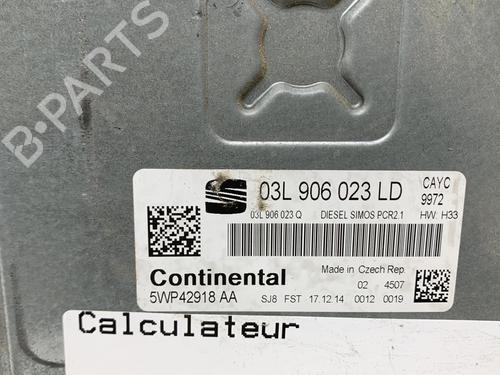 B-PARTS
03L 906 023 LD
CAYC
9972
03L 906 023 Q DIESEL SIMOS PCR2.1 HW: H33
Continental
5WP42918 AA
Made in Czech Rep.
02 4507
SJ8 FST 17.12.14 0012 0019
Calculateur